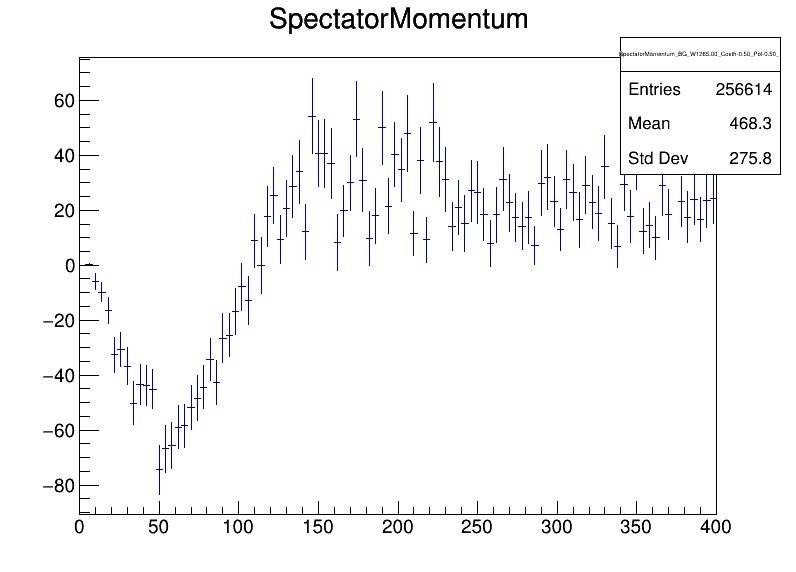 SpectatorMomentum
SpectatorMomentum_BG_W1265.00_Costh-0.50_Pol-0.50_
Entries 256614
Mean 468.3
Std Dev 275.8
60
40
20
0
−20
−40
−60
−80
0 50 100 150 200 250 300 350 400